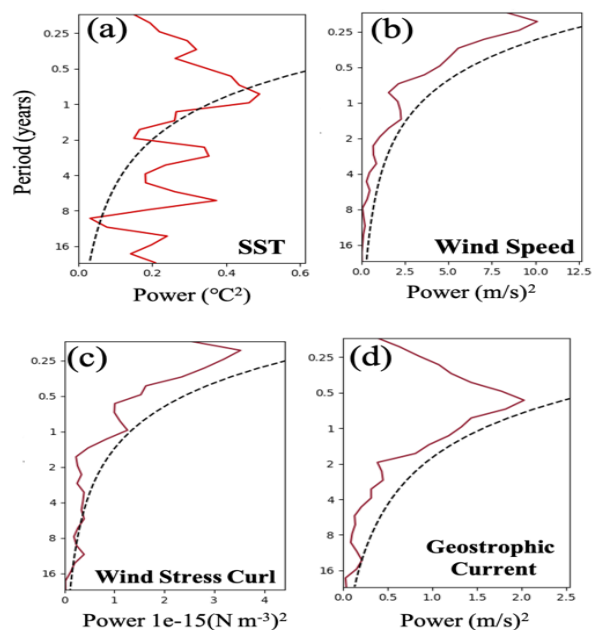 (a)
0.25
0.5
1
2
4
8
16
Period (years)
SST
0.0 0.2 0.4 0.6
Power (°C²)
(b)
0.25
0.5
1
2
4
8
16
Wind Speed
0.0 2.5 5.0 7.5 10.0 12.5
Power (m/s)²
(c)
0.25
0.5
1
2
4
8
16
Wind Stress Curl
0 1 2 3 4
Power 1e-15(N m⁻³)²
(d)
0.25
0.5
1
2
4
8
16
Geostrophic
Current
0.0 0.5 1.0 1.5 2.0 2.5
Power (m/s)²